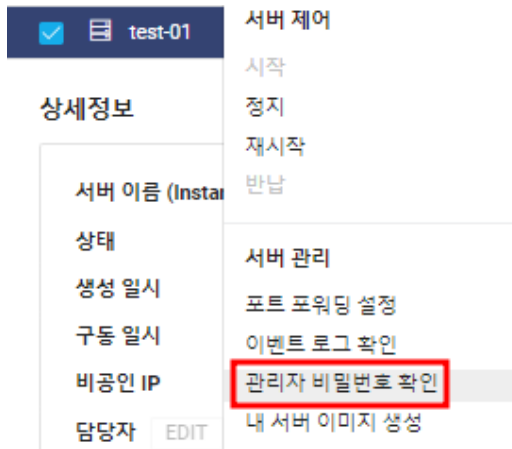 test-01
상세정보
서버 이름 (Instar
상태
생성 일시
구동 일시
비공인 IP
담당자 EDIT
서버 제어
시작
정지
재시작
반납
서버 관리
포트 포워딩 설정
이벤트 로그 확인
관리자 비밀번호 확인
내 서버 이미지 생성